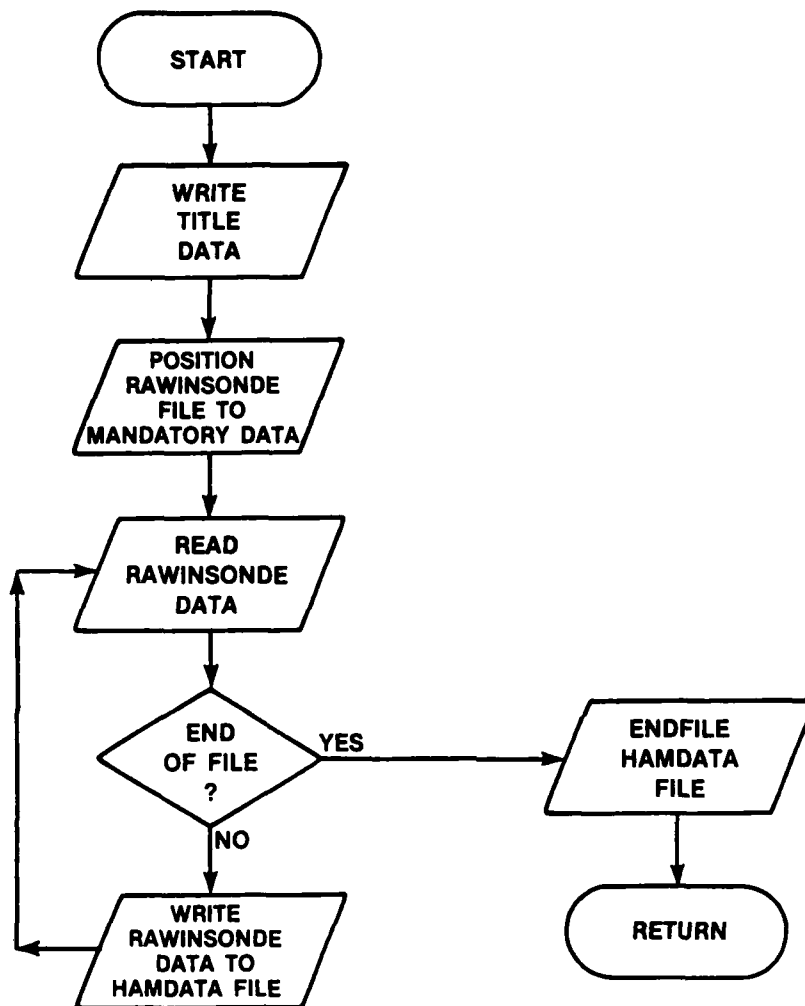 START
WRITE
TITLE
DATA
POSITION
RAWINSONDE
FILE TO
MANDATORY DATA
READ
RAWINSONDE
DATA
END
OF FILE
?
YES
NO
WRITE
RAWINSONDE
DATA TO
HAMDATA FILE
ENDFILE
HAMDATA
FILE
RETURN